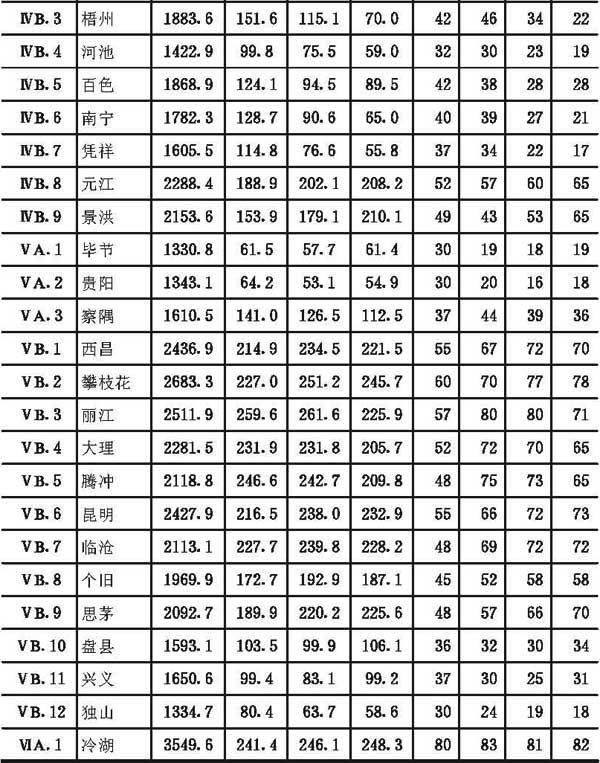 ⅣB.3 梧州 1883.6 151.6 115.1 70.0 42 46 34 22
ⅣB.4 河池 1422.9 99.8 75.5 59.0 32 30 23 19
ⅣB.5 百色 1868.9 124.1 94.5 89.5 42 38 28 28
ⅣB.6 南宁 1782.3 128.7 90.6 65.0 40 39 27 21
ⅣB.7 凭祥 1605.5 114.8 76.6 55.8 37 34 22 17
ⅣB.8 元江 2288.4 188.9 202.1 208.2 52 57 60 65
ⅣB.9 景洪 2153.6 153.9 179.1 210.1 49 43 53 65
ⅤA.1 毕节 1330.8 61.5 57.7 61.4 30 19 18 19
ⅤA.2 贵阳 1343.1 64.2 53.1 54.9 30 20 16 18
ⅤA.3 察隅 1610.5 141.0 126.5 112.5 37 44 39 36
ⅤB.1 西昌 2436.9 214.9 234.5 221.5 55 67 72 70
ⅤB.2 攀枝花 2683.3 227.0 251.2 245.7 60 70 77 78
ⅤB.3 丽江 2511.9 259.6 261.6 225.9 57 80 80 71
ⅤB.4 大理 2281.5 231.9 231.8 205.7 52 72 70 65
ⅤB.5 腾冲 2118.8 246.6 242.7 209.8 48 75 73 65
ⅤB.6 昆明 2427.9 216.5 238.0 232.9 55 66 72 73
ⅤB.7 临沧 2113.1 227.7 239.8 228.2 48 69 72 72
ⅤB.8 个旧 1969.9 172.7 192.9 187.1 45 52 58 58
ⅤB.9 思茅 2092.7 189.9 220.2 225.6 48 57 66 70
ⅤB.10 盘县 1593.1 103.5 99.9 106.1 36 32 30 34
ⅤB.11 兴义 1650.6 99.4 83.1 99.2 37 30 25 31
ⅤB.12 独山 1334.7 80.4 63.7 58.6 30 24 19 18
ⅥA.1 冷湖 3549.6 241.4 246.1 248.3 80 83 81 82